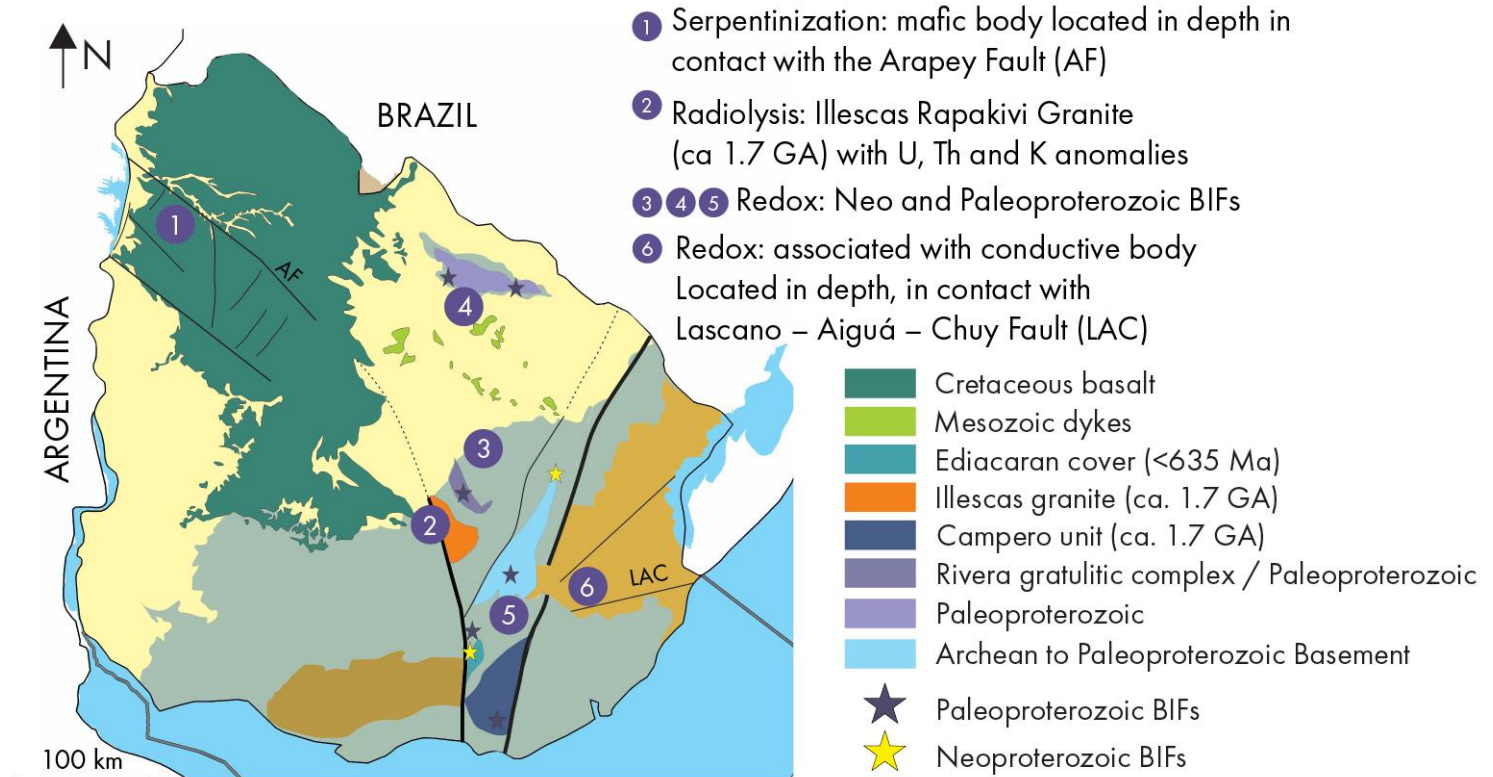 N
BRAZIL
ARGENTINA
1
AF
4
3
2
5
6
LAC
100 km
1 Serpentinization: mafic body located in depth in
contact with the Arapey Fault (AF)
2 Radiolysis: Illescas Rapakivi Granite
(ca 1.7 GA) with U, Th and K anomalies
3 4 5 Redox: Neo and Paleoproterozoic BIFs
6 Redox: associated with conductive body
Located in depth, in contact with
Lascano – Aiguá – Chuy Fault (LAC)
Cretaceous basalt
Mesozoic dykes
Ediacaran cover (<635 Ma)
Illescas granite (ca. 1.7 GA)
Campero unit (ca. 1.7 GA)
Rivera gratulitic complex / Paleoproterozoic
Paleoproterozoic
Archean to Paleoproterozoic Basement
Paleoproterozoic BIFs
Neoproterozoic BIFs